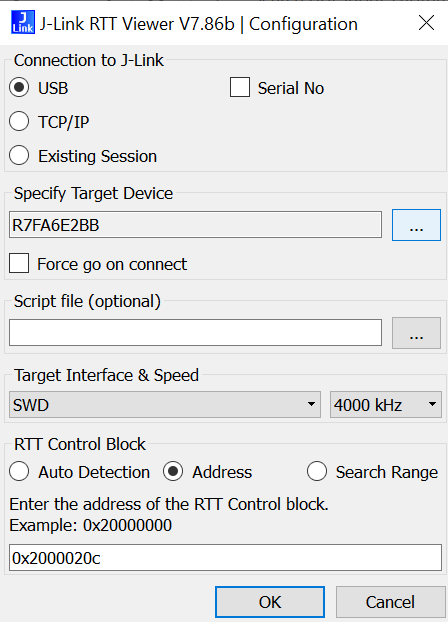 J-Link RTT Viewer V7.86b | Configuration
Connection to J-Link
USB
Serial No
TCP/IP
Existing Session
Specify Target Device
R7FA6E2BB
...
Force go on connect
Script file (optional)
...
Target Interface & Speed
SWD
4000 kHz
RTT Control Block
Auto Detection
Address
Search Range
Enter the address of the RTT Control block.
Example: 0x20000000
0x2000020c
OK
Cancel